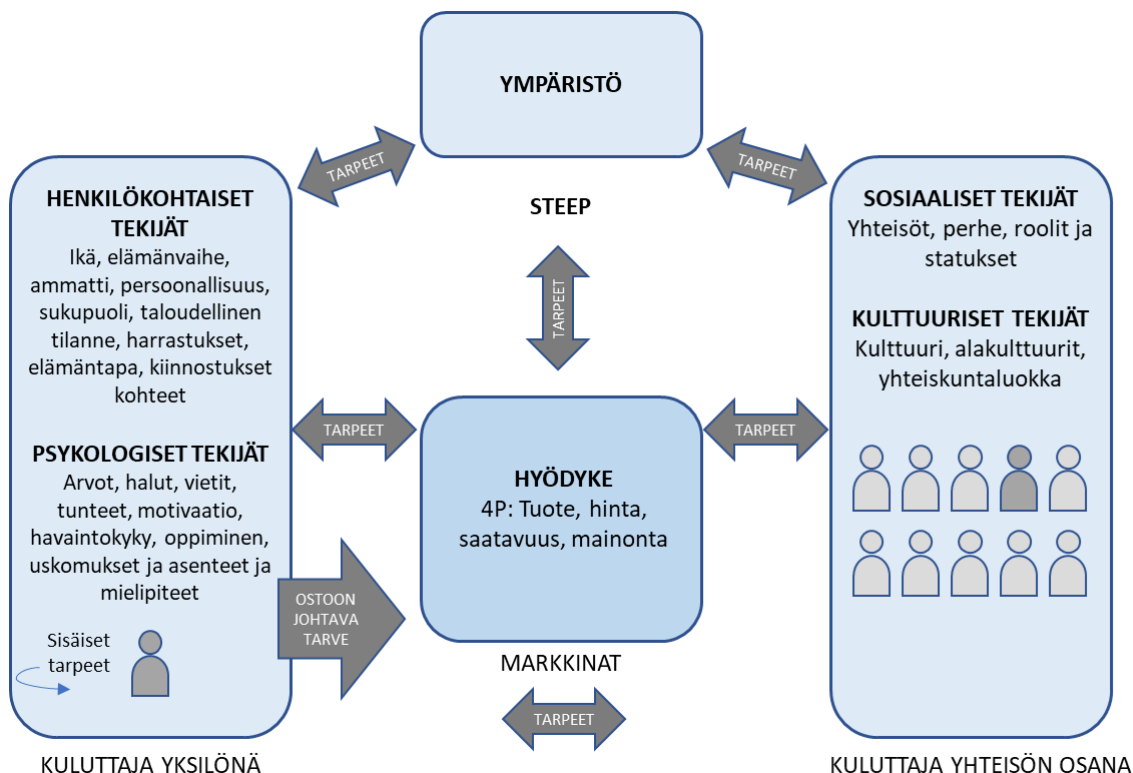 YMPÄRISTÖ
TARPEET
TARPEET
STEEP
TARPEET
HENKILÖKOHTAISET
TEKIJÄT
Ikä, elämänvaihe,
ammatti, persoonallisuus,
sukupuoli, taloudellinen
tilanne, harrastukset,
elämäntapa, kiinnostukset
kohteet
PSYKOLOGISET TEKIJÄT
Arvot, halut, vietit,
tunteet, motivaatio,
havaintokyky, oppiminen,
uskomukset ja asenteet ja
mielipiteet
Sisäiset
tarpeet
KULUTTAJA YKSILÖNÄ
TARPEET
OSTOON
JOHTAVA
TARVE
HYÖDYKE
4P: Tuote, hinta,
saatavuus, mainonta
MARKKINAT
TARPEET
TARPEET
SOSIAALISET TEKIJÄT
Yhteisöt, perhe, roolit ja
statukset
KULTTUURISET TEKIJÄT
Kulttuuri, alakulttuurit,
yhteiskuntaluokka
KULUTTAJA YHTEISÖN OSANA